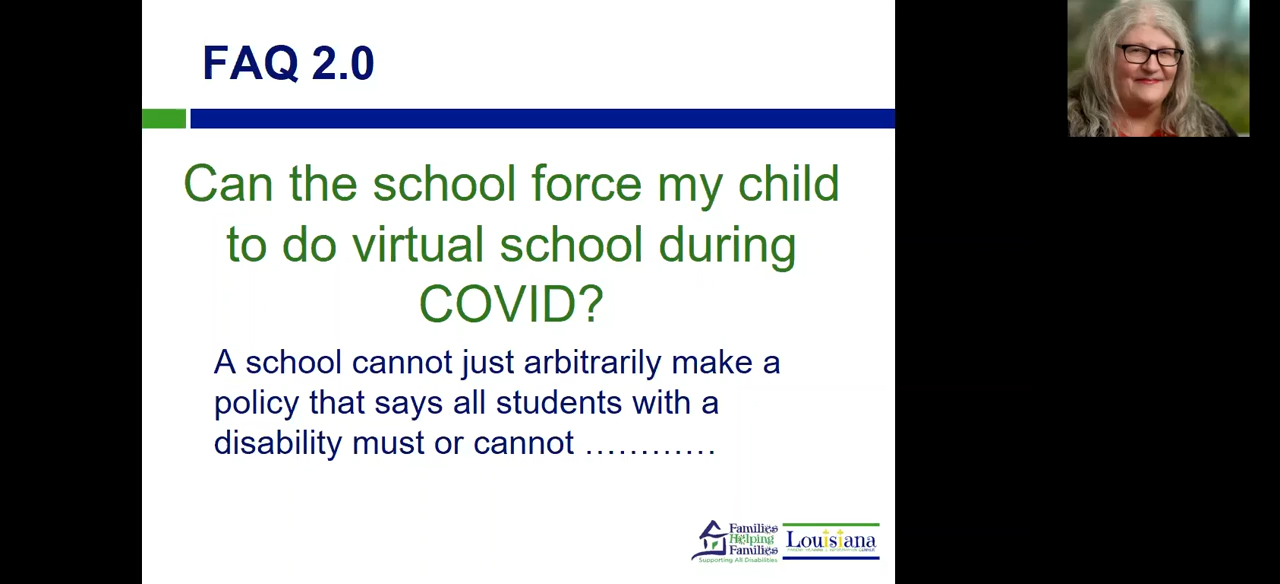 FAQ 2.0
Can the school force my child
to do virtual school during
COVID?
A school cannot just arbitrarily make a
policy that says all students with a
disability must or cannot …………
Families
Helping
Families
Supporting All Disabilities
Louisiana